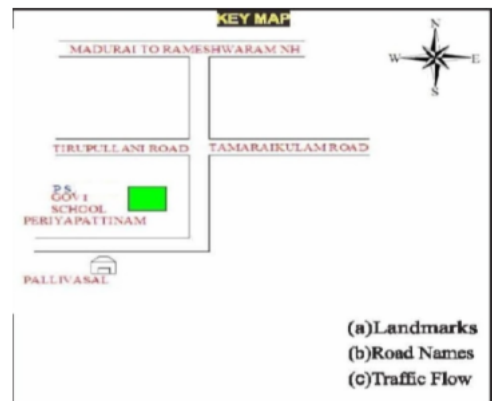 KEY MAP
MADURAI TO RAMESHWARAM NH
N
W
E
S
TIRUPULLANI ROAD
TAMARAIKULAM ROAD
P.S.
GOVT
SCHOOL
PERIYAPATTINAM
PALLIVASAL
(a)Landmarks
(b)Road Names
(c)Traffic Flow